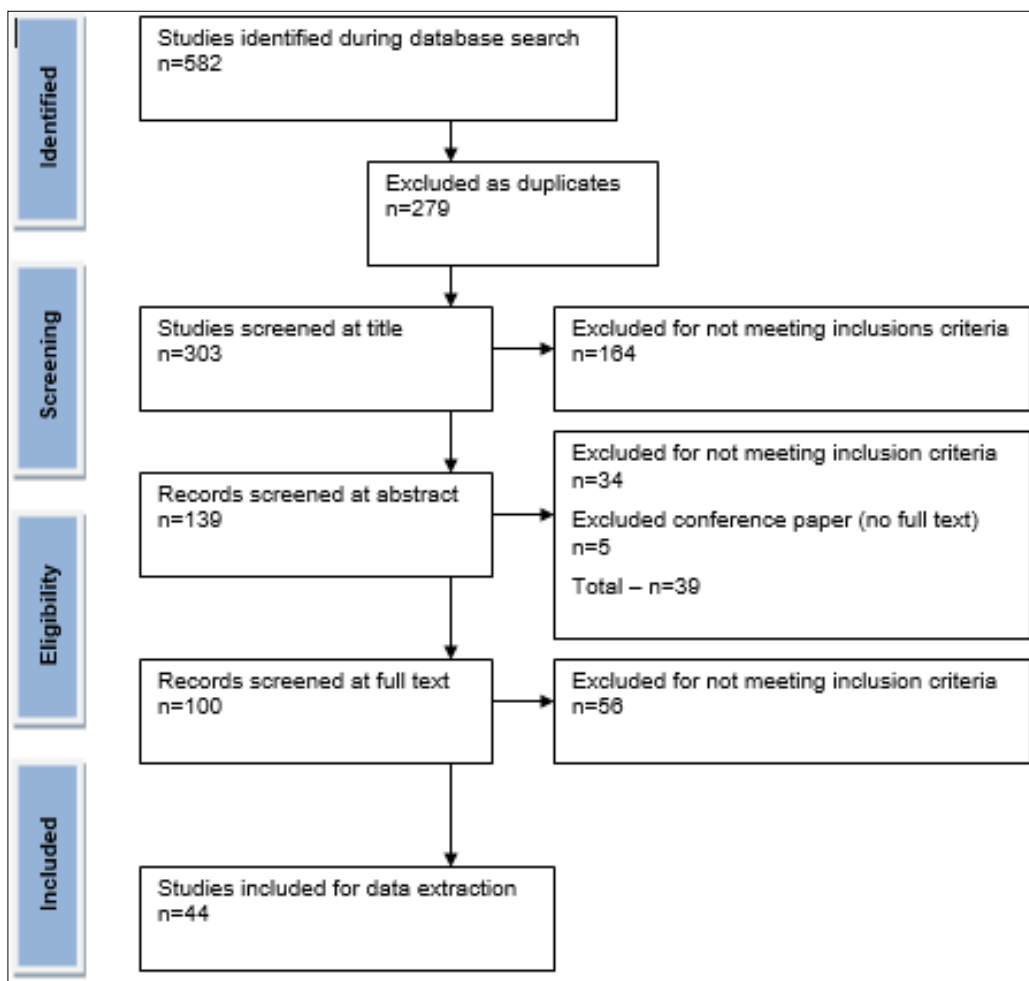 Identified
Studies identified during database search
n=582
Excluded as duplicates
n=279
Screening
Studies screened at title
n=303
Excluded for not meeting inclusions criteria
n=164
Records screened at abstract
n=139
Excluded for not meeting inclusion criteria
n=34
Excluded conference paper (no full text)
n=5
Total – n=39
Eligibility
Records screened at full text
n=100
Excluded for not meeting inclusion criteria
n=56
Included
Studies included for data extraction
n=44